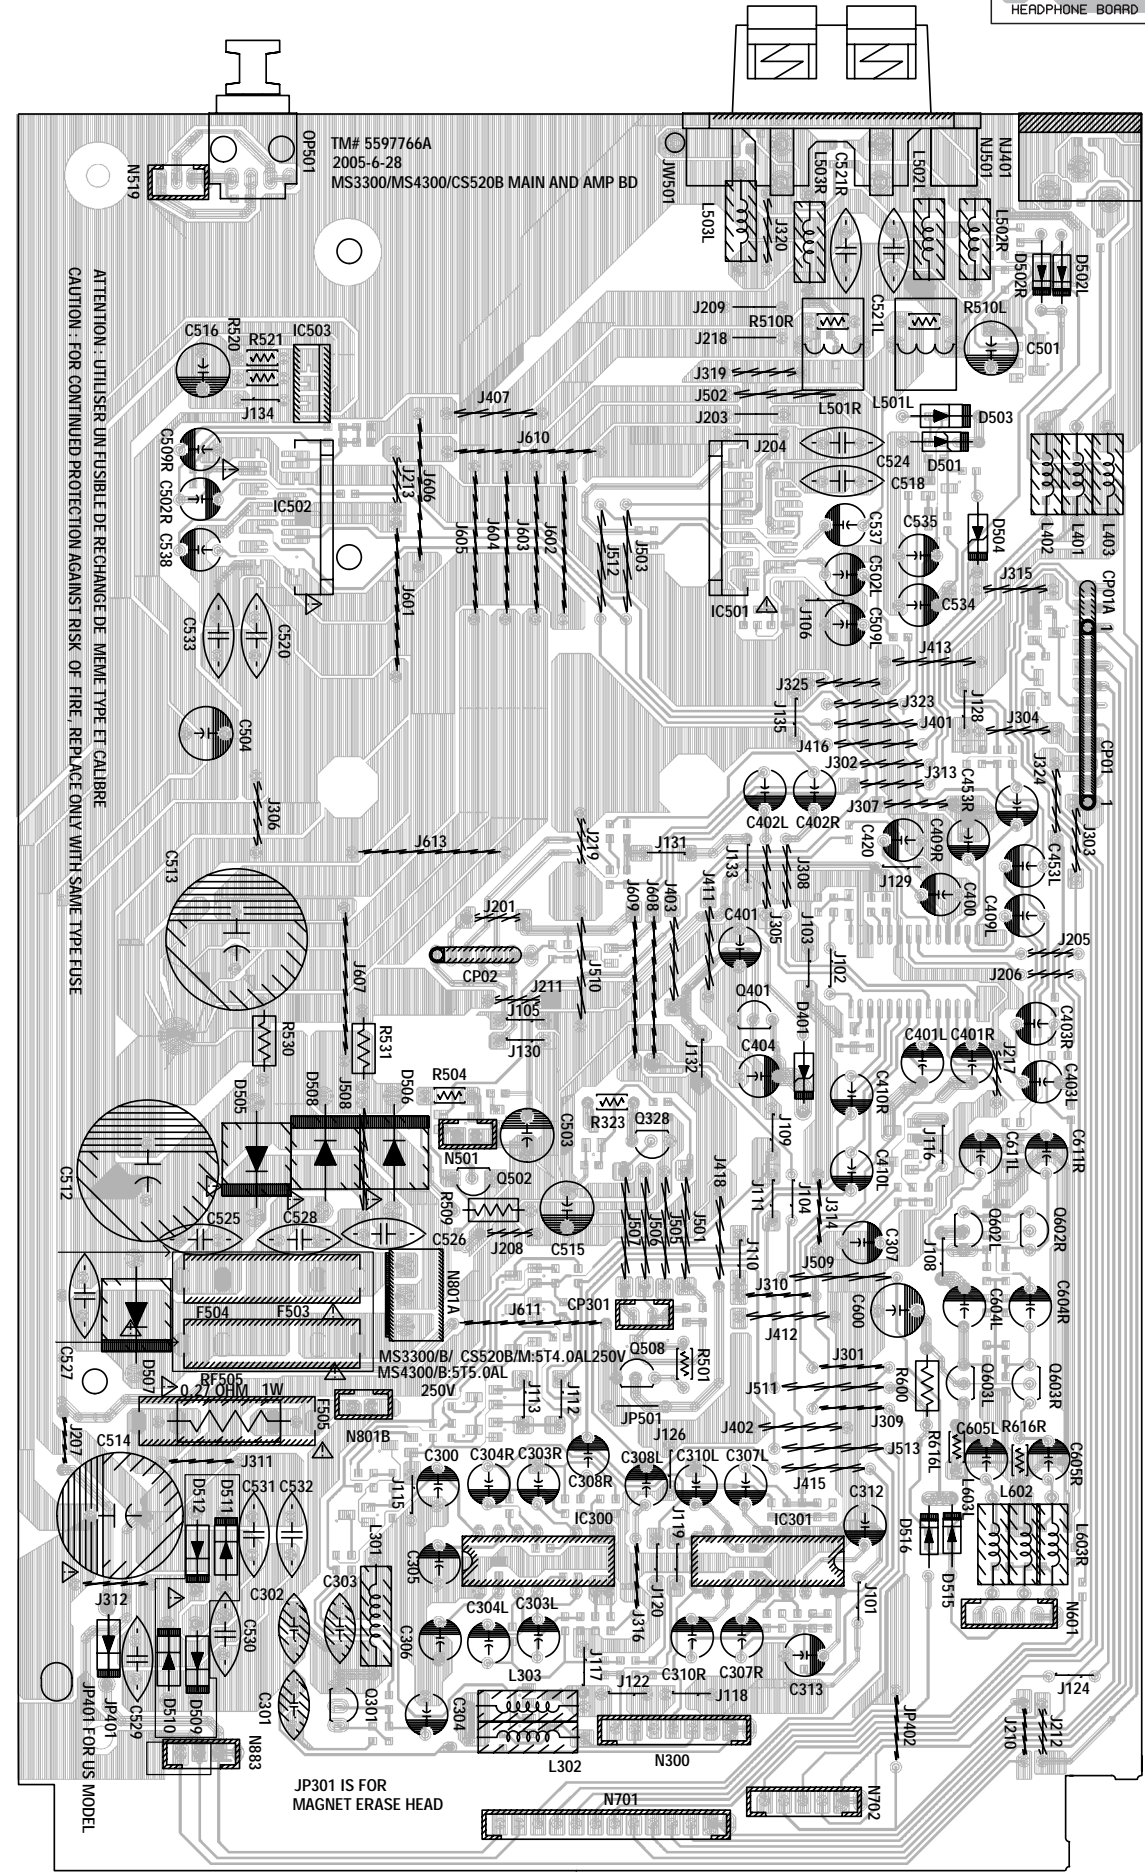 HEADPHONE BOARD
TM# 5597766A
2005-6-28
MS3300/MS4300/CS520B MAIN AND AMP BD
OP501
N519
JW501
L503L
J320
L503R
C521R
L502L
NJ501
NJ401
L502R
D502R
D502L
ATTENTION : UTILISER UN FUSIBLE DE RECHANGE DE MEME TYPE ET CALIBRE
CAUTION : FOR CONTINUED PROTECTION AGAINST RISK OF FIRE, REPLACE ONLY WITH SAME TYPE FUSE
J209
R510R
C521L
R510L
J218
C501
C516
R520
R521
IC503
J134
J319
J502
J203
J407
L501R
L501L
D503
J610
J204
D501
C509R
C502R
C538
IC502
J213
J606
J605
J604
J603
J602
J512
J503
C524
C518
C537
C535
D504
L402
L401
L403
C502L
J315
CP01A
1
IC501
J106
C509L
C534
J601
C533
C520
J413
J325
J323
J128
J135
J401
J304
C504
J416
J302
J324
CP01
1
J313
J306
J307
C453R
C402L
C402R
C420
C409R
J303
J613
J219
J131
J133
J308
C453L
J129
C513
C400
C409L
J201
J609
J608
J403
J411
C401
J305
J103
J102
J205
J206
CP02
J607
J510
J211
J105
J130
Q401
D401
R530
R531
J132
C404
C401L
C401R
J217
C403R
C403L
D505
D508
J508
D506
R504
R323
Q328
C410R
C503
N501
J109
J116
C611L
C611R
C512
Q502
R509
J418
J111
J104
C410L
J314
J507
J506
J505
J501
C525
C528
C526
J208
C515
C307
J108
Q602L
Q602R
J110
N801A
J509
J310
F504
F503
J611
CP301
C600
C604L
C604R
J412
C527
D507
MS3300/B/ CS520B/M:5T4.0AL250V
MS4300/B:5T5.0AL
250V
Q508
R501
J301
J511
R600
Q603L
Q603R
RF505
0.27 OHM 1W
F505
J113
J112
JP501
J309
N801B
J402
J207
C514
J126
R616L
C605L
R616R
C605R
J311
C300
C304R
C303R
C308R
C308L
C310L
C307L
J513
J415
J115
C312
D512
D511
C531
C532
L603L
L602
L603R
IC300
J119
IC301
L301
C305
D516
D515
J312
C302
C303
J120
J101
C306
C304L
C303L
J316
N601
C530
L303
J117
C310R
C307R
C313
JP401
C529
D510
D509
C301
Q301
J122
J118
J124
C304
N883
JP402
J210
J212
JP401 FOR US MODEL
L302
N300
JP301 IS FOR
MAGNET ERASE HEAD
N701
N702